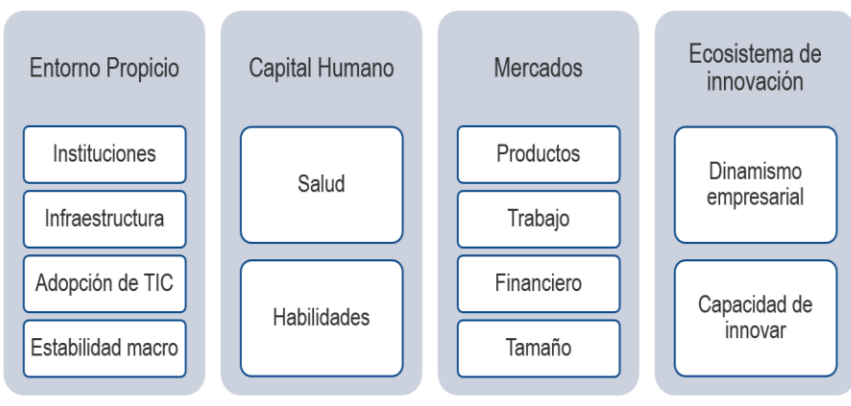 Entorno Propicio
Instituciones
Infraestructura
Adopción de TIC
Estabilidad macro
Capital Humano
Salud
Habilidades
Mercados
Productos
Trabajo
Financiero
Tamaño
Ecosistema de
innovación
Dinamismo
empresarial
Capacidad de
innovar